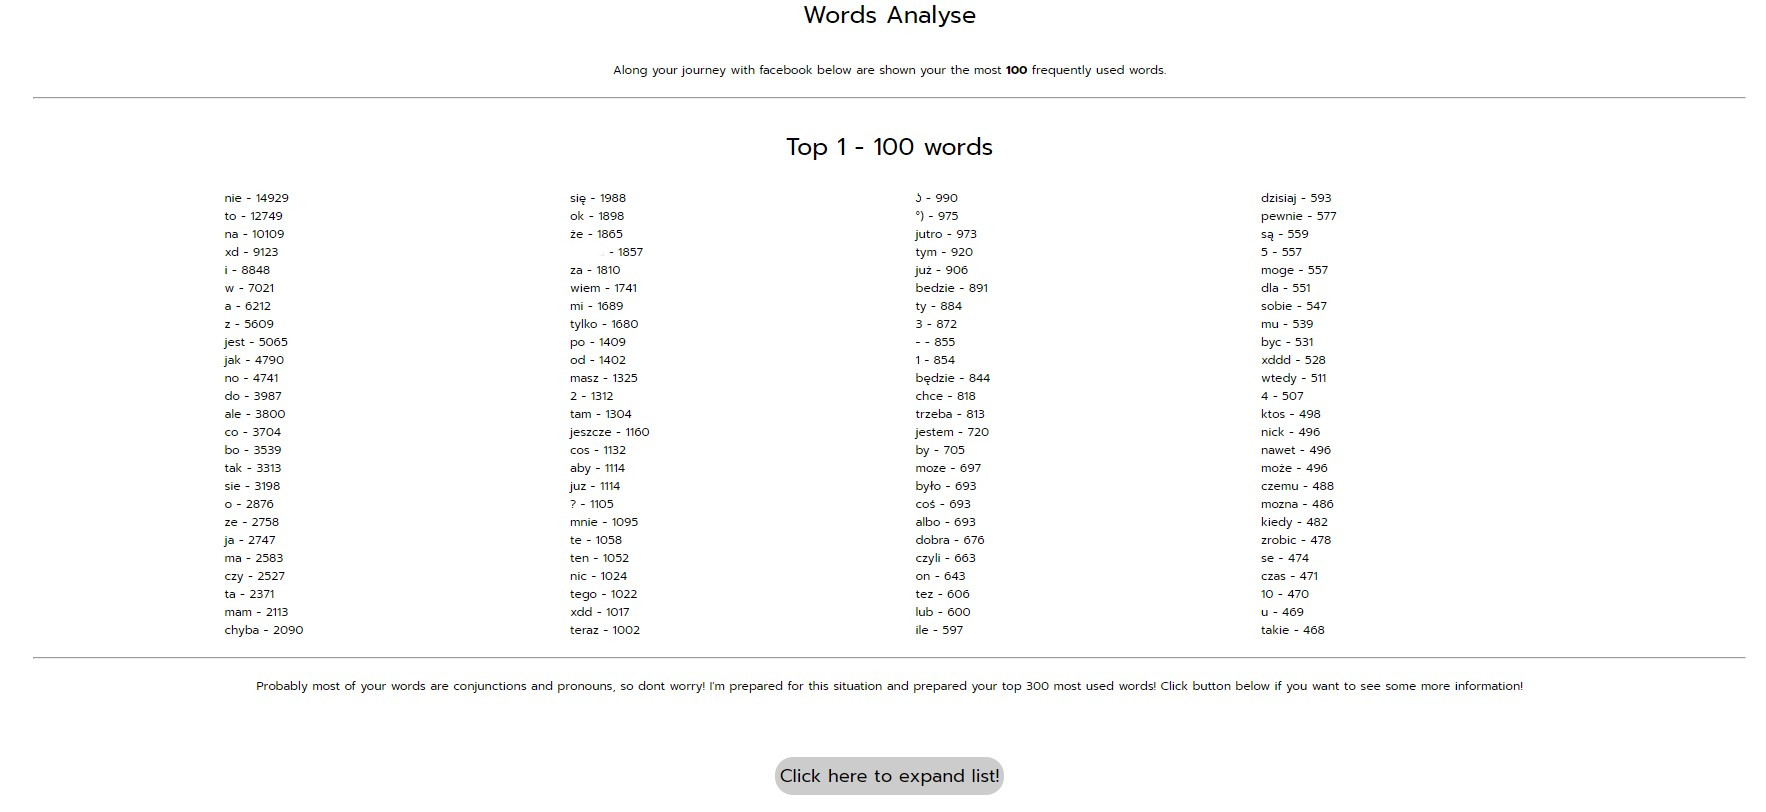 Words Analyse
Along your journey with facebook below are shown your the most 100 frequently used words.
Top 1 - 100 words
nie - 14929
to - 12749
na - 10109
xd - 9123
i - 8848
w - 7021
a - 6212
z - 5609
jest - 5065
jak - 4790
no - 4741
do - 3987
ale - 3800
co - 3704
bo - 3539
tak - 3313
sie - 3198
o - 2876
ze - 2758
ja - 2747
ma - 2583
czy - 2527
ta - 2371
mam - 2113
chyba - 2090
się - 1988
ok - 1898
że - 1865
- 1857
za - 1810
wiem - 1741
mi - 1689
tylko - 1680
po - 1409
od - 1402
masz - 1325
2 - 1312
tam - 1304
jeszcze - 1160
cos - 1132
aby - 1114
juz - 1114
? - 1105
mnie - 1095
te - 1058
ten - 1052
nic - 1024
tego - 1022
xdd - 1017
teraz - 1002
- 990
°) - 975
jutro - 973
tym - 920
już - 906
bedzie - 891
ty - 884
3 - 872
- - 855
1 - 854
będzie - 844
chce - 818
trzeba - 813
jestem - 720
by - 705
moze - 697
było - 693
coś - 693
albo - 693
dobra - 676
czyli - 663
on - 643
tez - 606
lub - 600
ile - 597
dzisiaj - 593
pewnie - 577
są - 559
5 - 557
moge - 557
dla - 551
sobie - 547
mu - 539
byc - 531
xddd - 528
wtedy - 511
4 - 507
ktos - 498
nick - 496
nawet - 496
może - 496
czemu - 488
mozna - 486
kiedy - 482
zrobic - 478
se - 474
czas - 471
10 - 470
u - 469
takie - 468
Probably most of your words are conjunctions and pronouns, so dont worry! I'm prepared for this situation and prepared your top 300 most used words! Click button below if you want to see some more information!
Click here to expand list!